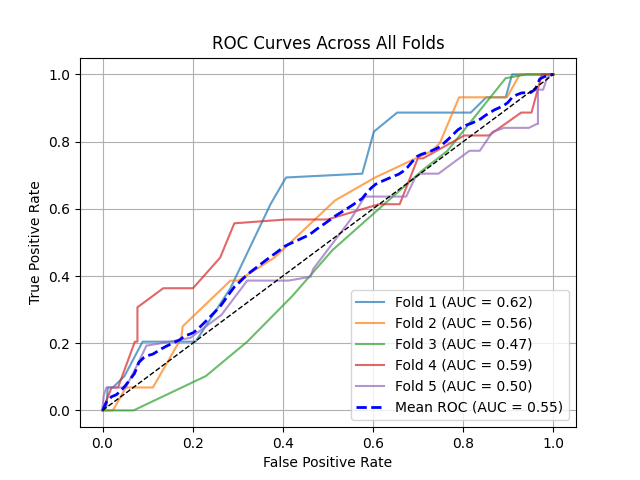 ROC Curves Across All Folds
True Positive Rate
1.0
0.8
0.6
0.4
0.2
0.0
Fold 1 (AUC = 0.62)
Fold 2 (AUC = 0.56)
Fold 3 (AUC = 0.47)
Fold 4 (AUC = 0.59)
Fold 5 (AUC = 0.50)
Mean ROC (AUC = 0.55)
0.0 0.2 0.4 0.6 0.8 1.0
False Positive Rate